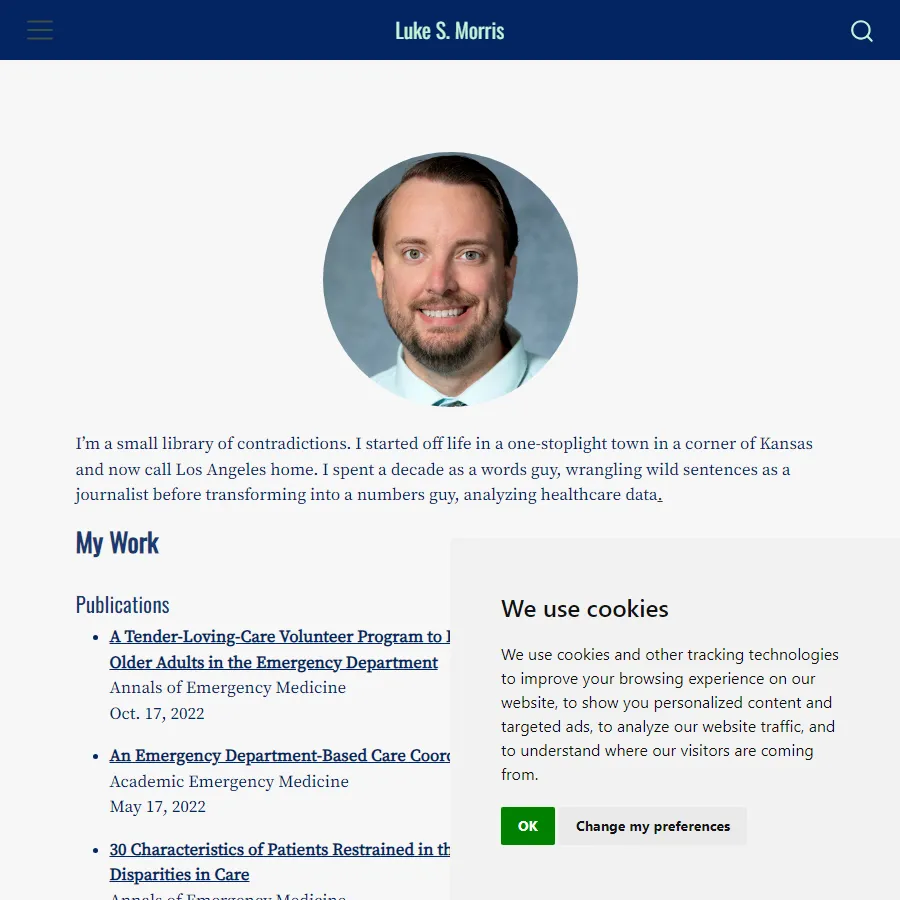 Luke S. Morris
I’m a small library of contradictions. I started off life in a one-stoplight town in a corner of Kansas
and now call Los Angeles home. I spent a decade as a words guy, wrangling wild sentences as a
journalist before transforming into a numbers guy, analyzing healthcare data.
My Work
Publications
A Tender-Loving-Care Volunteer Program to
Older Adults in the Emergency Department
Annals of Emergency Medicine
Oct. 17, 2022
An Emergency Department-Based Care
Academic Emergency Medicine
May 17, 2022
30 Characteristics of Patients Restrained in
Disparities in Care
Annals of Emergency Medicine
We use cookies
We use cookies and other tracking technologies
to improve your browsing experience on our
website, to show you personalized content and
targeted ads, to analyze our website traffic, and
to understand where our visitors are coming
from.
OK
Change my preferences